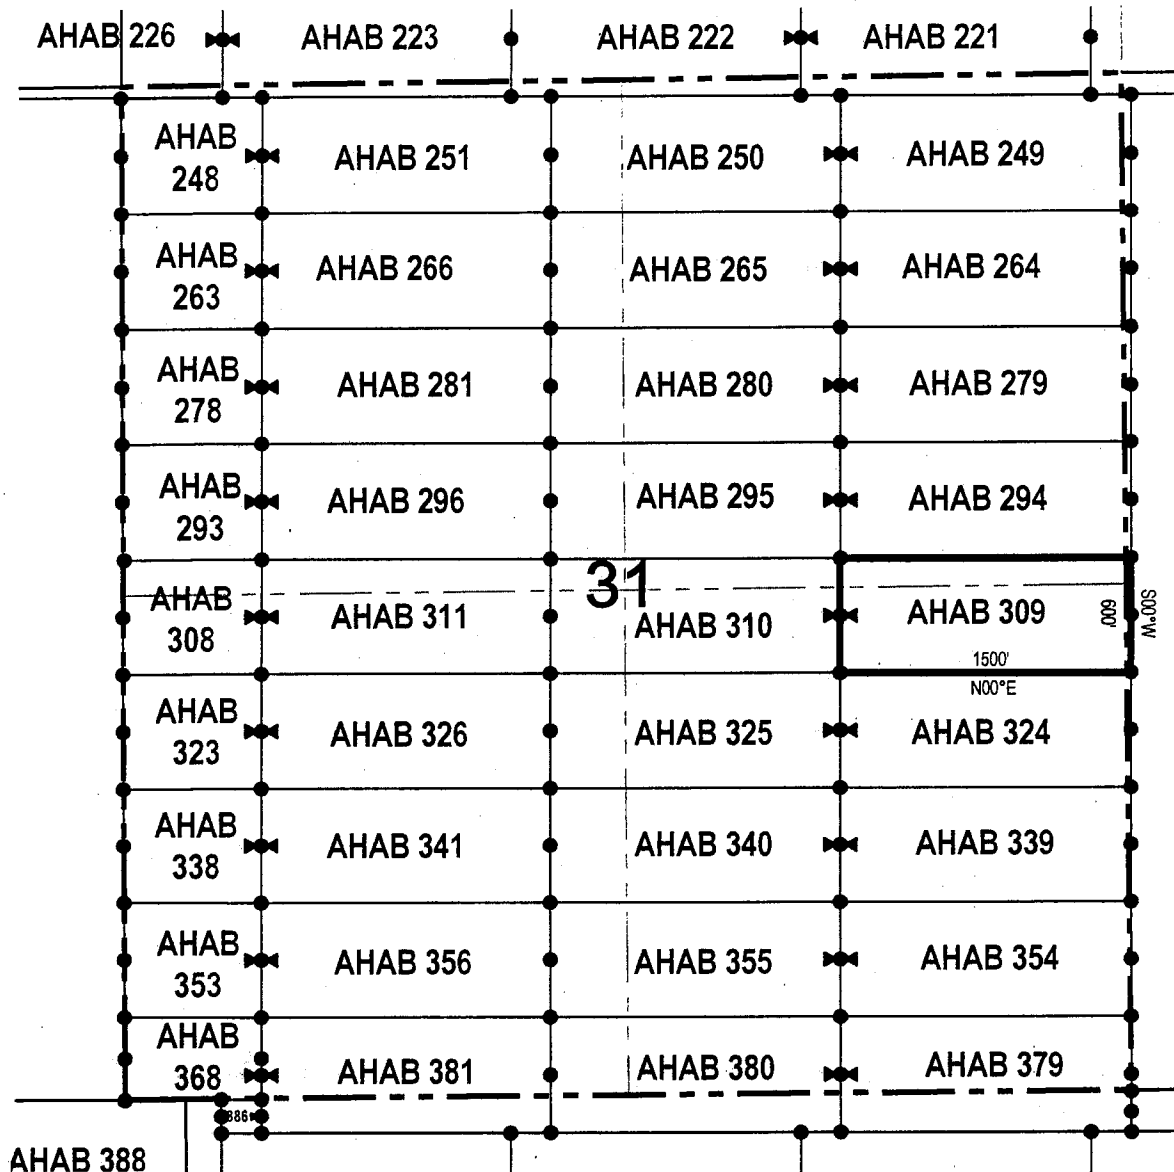 AHAB 226
AHAB 223
AHAB 222
AHAB 221
AHAB
248
AHAB 251
AHAB 250
AHAB 249
AHAB
263
AHAB 266
AHAB 265
AHAB 264
AHAB
278
AHAB 281
AHAB 280
AHAB 279
AHAB
293
AHAB 296
AHAB 295
AHAB 294
31
AHAB
308
AHAB 311
AHAB 310
AHAB 309
600'
S00°W
1500'
N00°E
AHAB
323
AHAB 326
AHAB 325
AHAB 324
AHAB
338
AHAB 341
AHAB 340
AHAB 339
AHAB
353
AHAB 356
AHAB 355
AHAB 354
AHAB
368
AHAB 381
AHAB 380
AHAB 379
386
AHAB 388